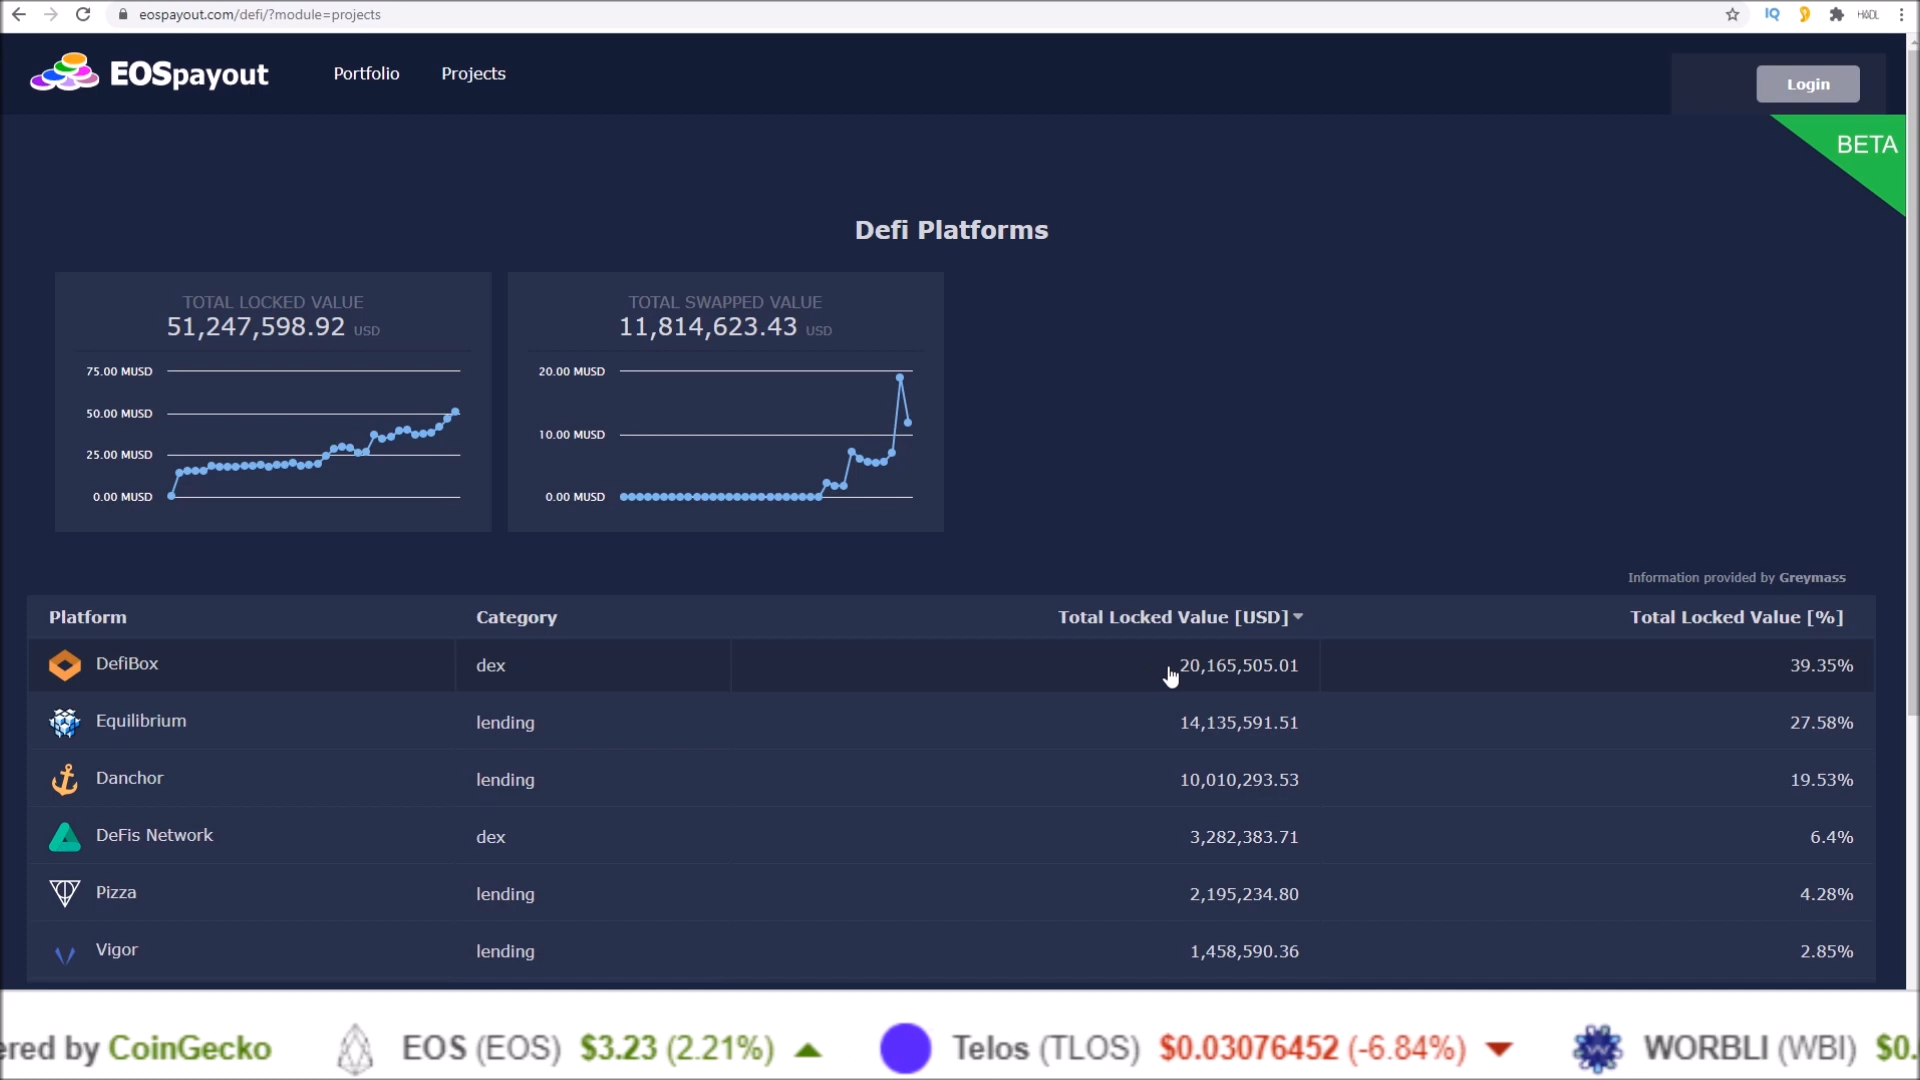 eospayout.com/defi/?module=projects
IQ
EOSpayout
Portfolio
Projects
Login
BETA
Defi Platforms
TOTAL LOCKED VALUE
51,247,598.92 USD
75.00 MUSD
50.00 MUSD
25.00 MUSD
0.00 MUSD
TOTAL SWAPPED VALUE
11,814,623.43 USD
20.00 MUSD
10.00 MUSD
0.00 MUSD
Information provided by Greymass
Platform Category Total Locked Value [USD] Total Locked Value [%]
DefiBox dex 20,165,505.01 39.35%
Equilibrium lending 14,135,591.51 27.58%
Danchor lending 10,010,293.53 19.53%
DeFis Network dex 3,282,383.71 6.4%
Pizza lending 2,195,234.80 4.28%
Vigor lending 1,458,590.36 2.85%
ered by CoinGecko EOS (EOS) $3.23 (2.21%) Telos (TLOS) $0.03076452 (-6.84%) WORBLI (WBI) $0.